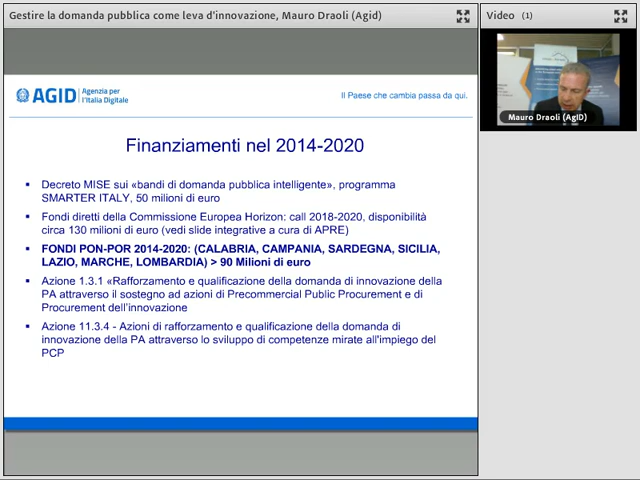 Gestire la domanda pubblica come leva d'innovazione, Mauro Draoli (Agid)
Video (1)
AGID Agenzia per l'Italia Digitale
Il Paese che cambia passa da qui.
Mauro Draoli (AgID)
Finanziamenti nel 2014-2020
▪ Decreto MISE sui «bandi di domanda pubblica intelligente», programma
SMARTER ITALY, 50 milioni di euro
▪ Fondi diretti della Commissione Europea Horizon: call 2018-2020, disponibilità
circa 130 milioni di euro (vedi slide integrative a cura di APRE)
▪ FONDI PON-POR 2014-2020: (CALABRIA, CAMPANIA, SARDEGNA, SICILIA,
LAZIO, MARCHE, LOMBARDIA) > 90 Milioni di euro
▪ Azione 1.3.1 «Rafforzamento e qualificazione della domanda di innovazione della
PA attraverso il sostegno ad azioni di Precommercial Public Procurement e di
Procurement dell'innovazione
▪ Azione 11.3.4 - Azioni di rafforzamento e qualificazione della domanda di
innovazione della PA attraverso lo sviluppo di competenze mirate all'impiego del
PCP